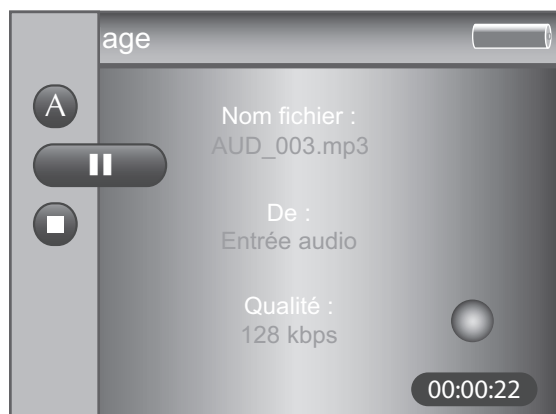 age
A
Nom fichier :
AUD_003.mp3
De :
Entrée audio
Qualité :
128 kbps
00:00:22